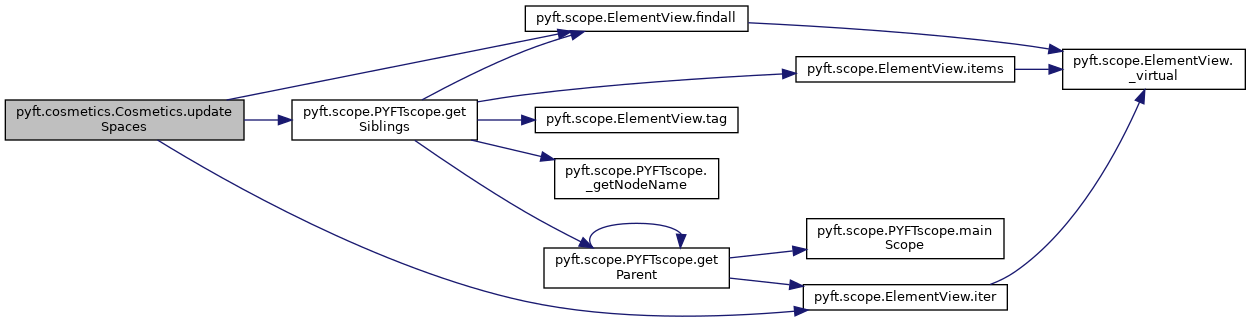 pyft.cosmetics.Cosmetics.update
Spaces
pyft.scope.ElementView.findall
pyft.scope.PYFTscope.get
Siblings
pyft.scope.ElementView.items
pyft.scope.ElementView.
_virtual
pyft.scope.ElementView.tag
pyft.scope.PYFTscope.
_getNodeName
pyft.scope.PYFTscope.get
Parent
pyft.scope.PYFTscope.main
Scope
pyft.scope.ElementView.iter